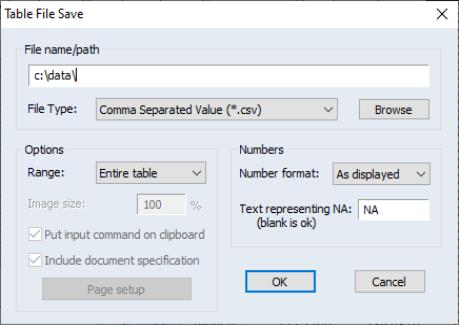 Table File Save
File name/path
c:\data\
File Type: Comma Separated Value (*.csv) Browse
Options
Range: Entire table
Image size: 100 %
Put input command on clipboard
Include document specification
Page setup
Numbers
Number format: As displayed
Text representing NA: NA
(blank is ok)
OK Cancel